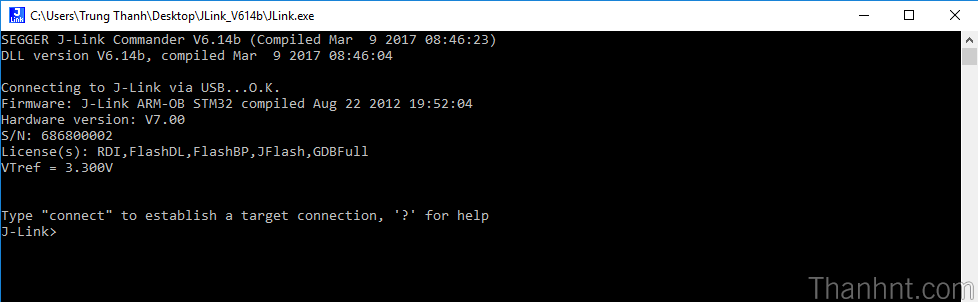 J Link C:\Users\Trung Thanh\Desktop\JLink_V614b\JLink.exe
SEGGER J-Link Commander V6.14b (Compiled Mar  9 2017 08:46:23)
DLL version V6.14b, compiled Mar  9 2017 08:46:04
Connecting to J-Link via USB...O.K.
Firmware: J-Link ARM-OB STM32 compiled Aug 22 2012 19:52:04
Hardware version: V7.00
S/N: 686800002
License(s): RDI,FlashDL,FlashBP,JFlash,GDBFull
VTref = 3.300V
Type "connect" to establish a target connection, '?' for help
J-Link>
Thanhnt.com